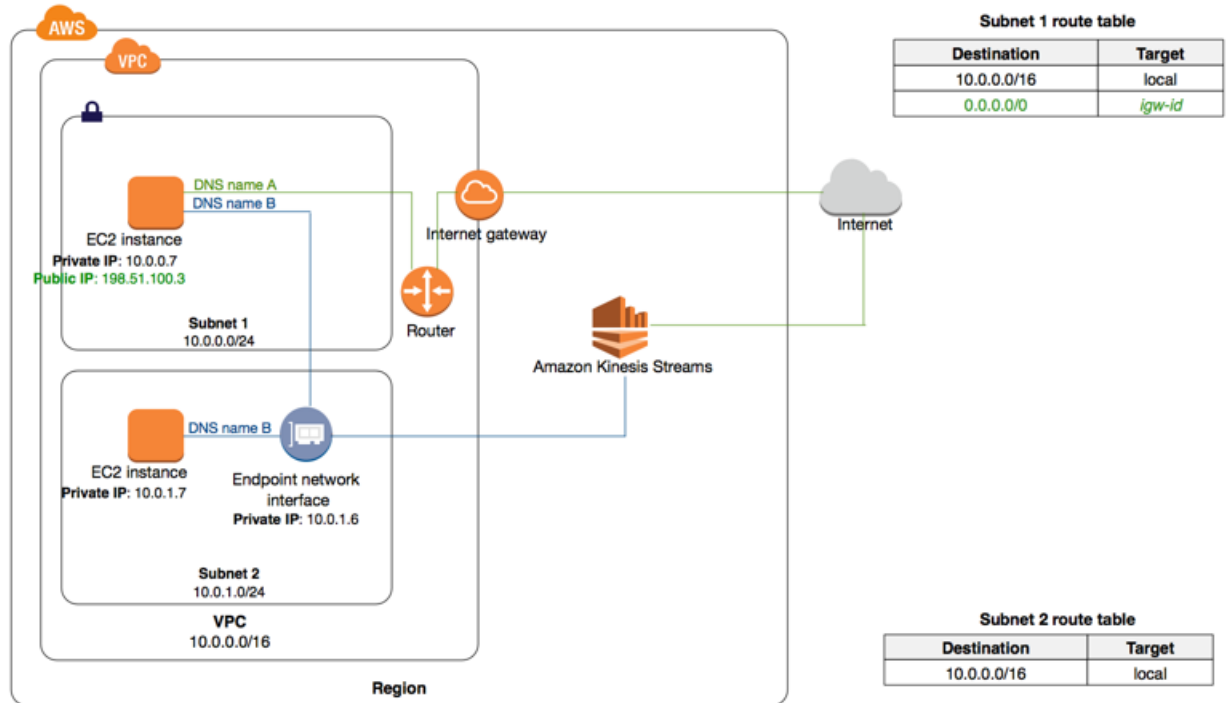 AWS
VPC
DNS name A
DNS name B
EC2 instance
Private IP: 10.0.0.7
Public IP: 198.51.100.3
Subnet 1
10.0.0.0/24
Internet gateway
Router
Internet
Amazon Kinesis Streams
DNS name B
EC2 instance
Private IP: 10.0.1.7
Endpoint network
interface
Private IP: 10.0.1.6
Subnet 2
10.0.1.0/24
VPC
10.0.0.0/16
Region
Subnet 1 route table
Destination Target
10.0.0.0/16 local
0.0.0.0/0 igw-id
Subnet 2 route table
Destination Target
10.0.0.0/16 local